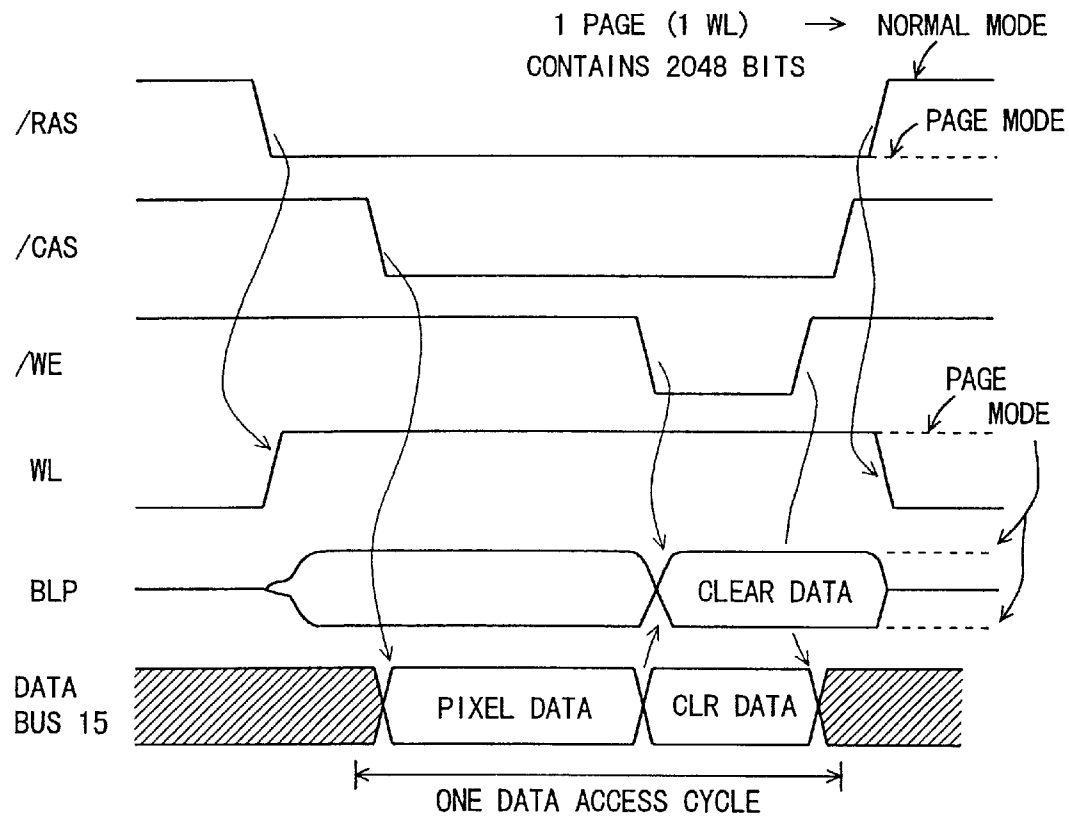 1 PAGE (1 WL) → NORMAL MODE
CONTAINS 2048 BITS
/RAS
PAGE MODE
/CAS
/WE
PAGE
MODE
WL
BLP
CLEAR DATA
DATA
BUS 15
PIXEL DATA
CLR DATA
ONE DATA ACCESS CYCLE